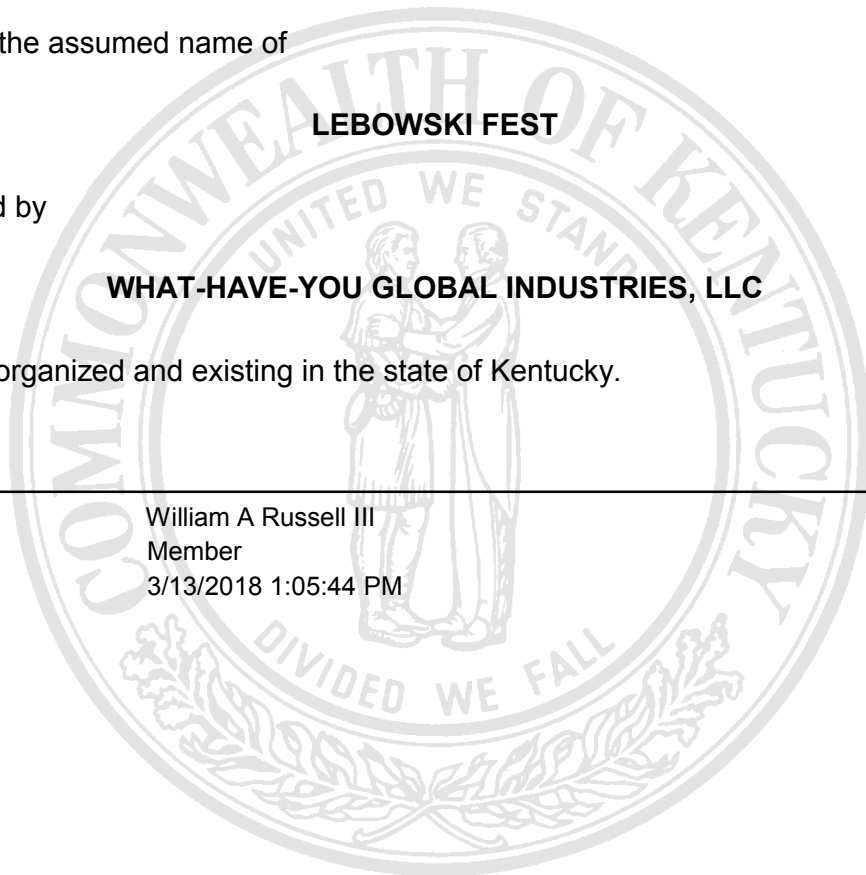 the assumed name of
LEBOWSKI FEST
d by
WHAT-HAVE-YOU GLOBAL INDUSTRIES, LLC
organized and existing in the state of Kentucky.
William A Russell III
Member
3/13/2018 1:05:44 PM
COMMONWEALTH OF KENTUCKY
UNITED WE STAND
DIVIDED WE FALL